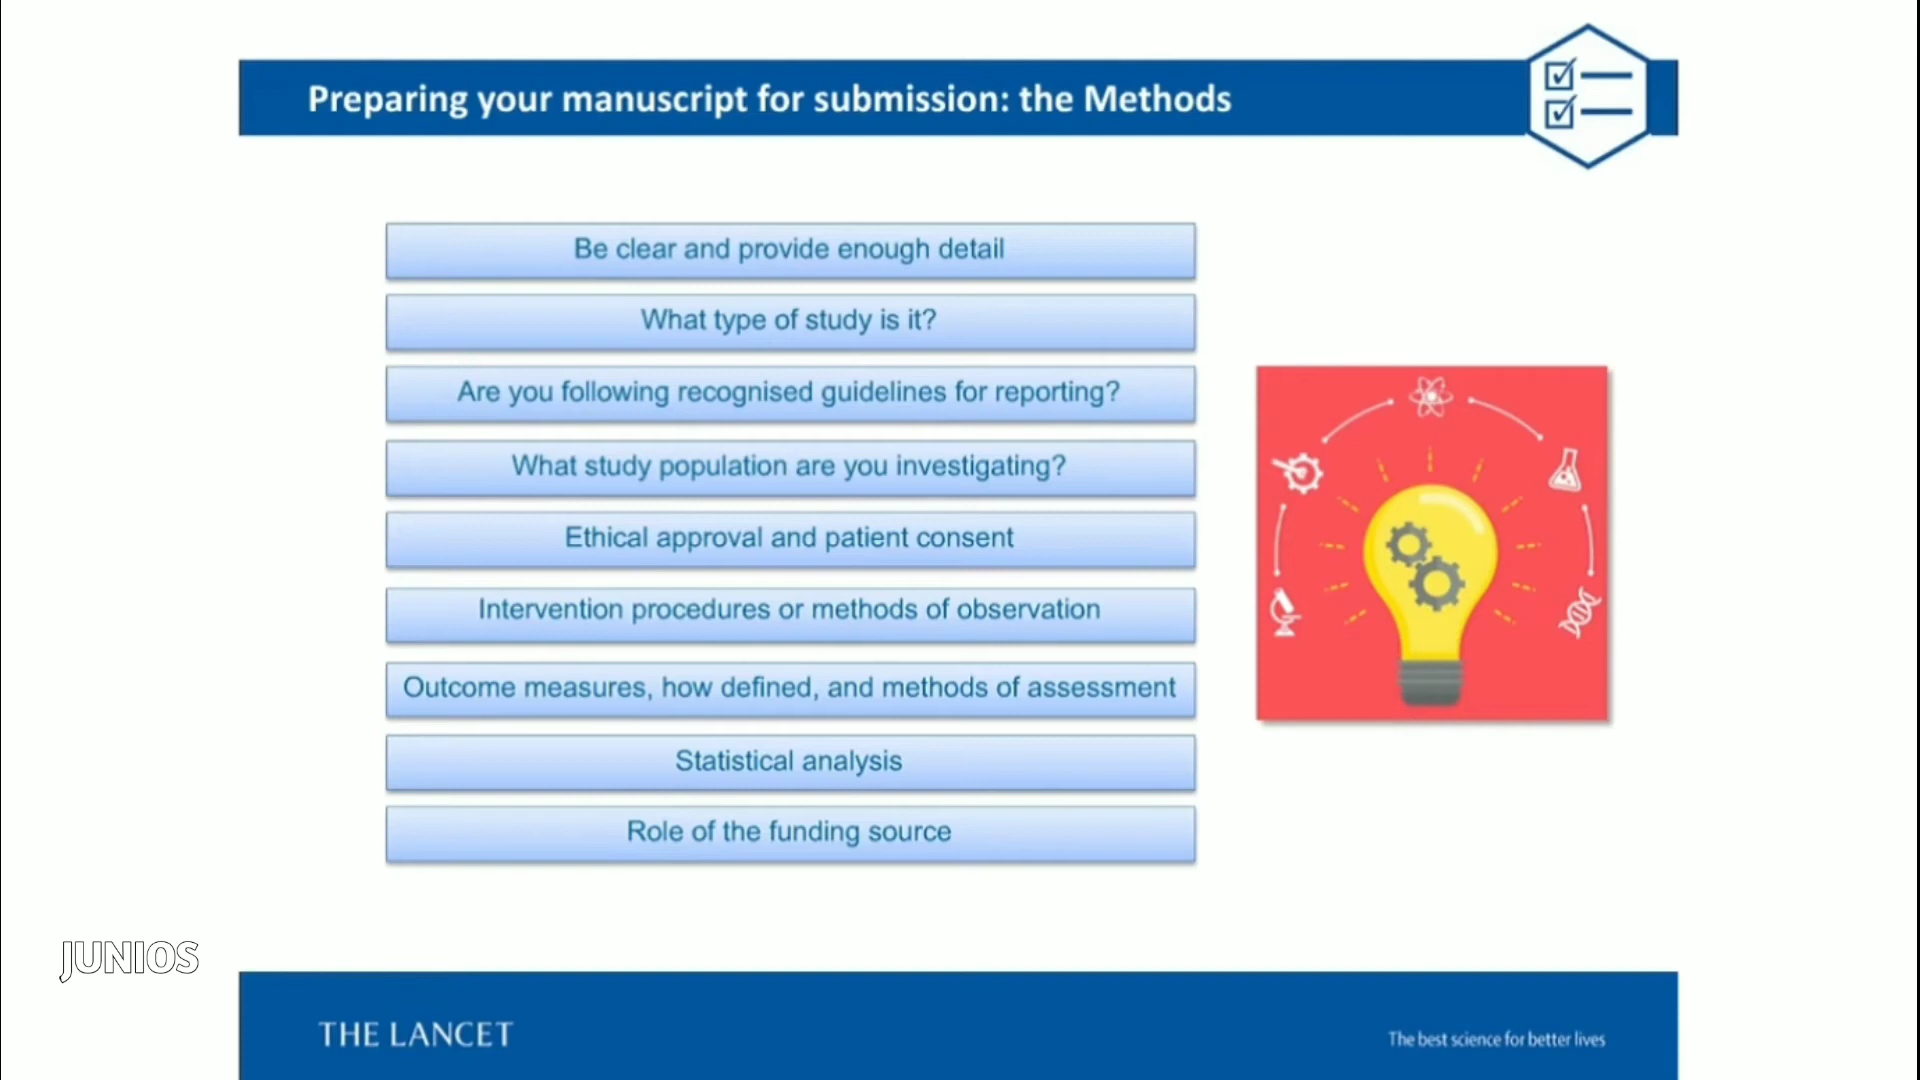 Preparing your manuscript for submission: the Methods
Be clear and provide enough detail
What type of study is it?
Are you following recognised guidelines for reporting?
What study population are you investigating?
Ethical approval and patient consent
Intervention procedures or methods of observation
Outcome measures, how defined, and methods of assessment
Statistical analysis
Role of the funding source
JUNIOS
THE LANCET
The best science for better lives